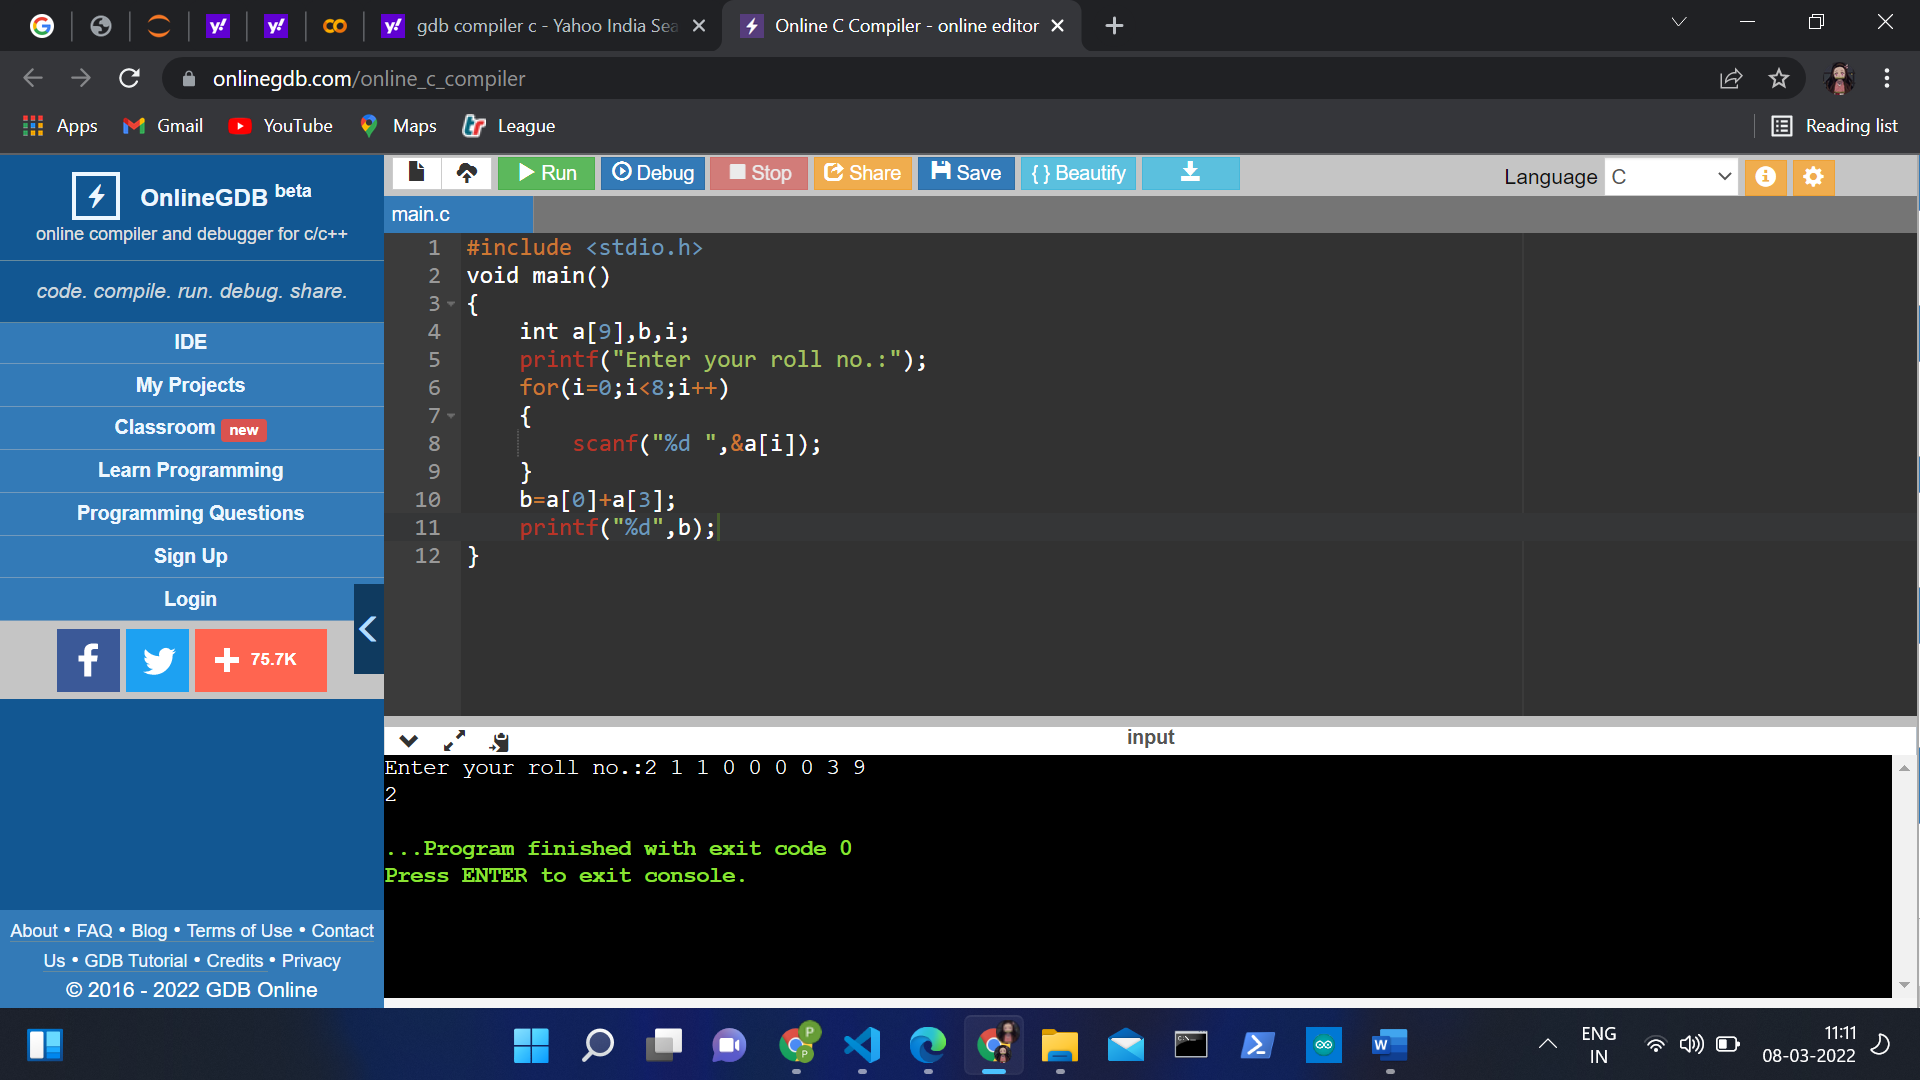 gdb compiler c - Yahoo India Sea
Online C Compiler - online editor
onlinegdb.com/online_c_compiler
Apps
Gmail
YouTube
Maps
League
Reading list
OnlineGDB beta
online compiler and debugger for c/c++
code. compile. run. debug. share.
IDE
My Projects
Classroom new
Learn Programming
Programming Questions
Sign Up
Login
75.7K
About • FAQ • Blog • Terms of Use • Contact
Us • GDB Tutorial • Credits • Privacy
© 2016 - 2022 GDB Online
Run
Debug
Stop
Share
Save
{ } Beautify
Language C
main.c
1 #include <stdio.h>
2 void main()
3 {
4 int a[9],b,i;
5 printf("Enter your roll no.:");
6 for(i=0;i<8;i++)
7 {
8 scanf("%d ",&a[i]);
9 }
10 b=a[0]+a[3];
11 printf("%d",b);
12 }
input
Enter your roll no.:2 1 1 0 0 0 0 3 9
2
...Program finished with exit code 0
Press ENTER to exit console.
ENG
IN
11:11
08-03-2022